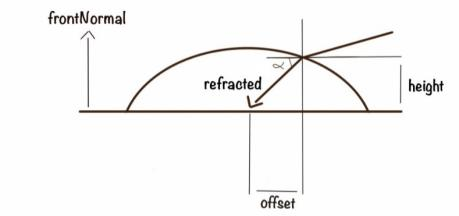 frontNormal
refracted
α
height
offset